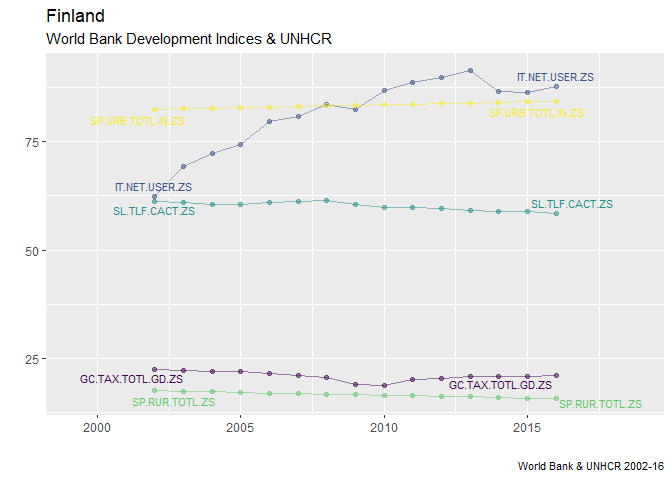 Finland
World Bank Development Indices & UNHCR
IT.NET.USER.ZS
SP.URB.TOTL.IN.ZS
SP.URB.TOTL.IN.ZS
75
IT.NET.USER.ZS
SL.TLF.CACT.ZS
SL.TLF.CACT.ZS
50
25
GC.TAX.TOTL.GD.ZS
GC.TAX.TOTL.GD.ZS
SP.RUR.TOTL.ZS
SP.RUR.TOTL.ZS
2000 2005 2010 2015
World Bank & UNHCR 2002-16